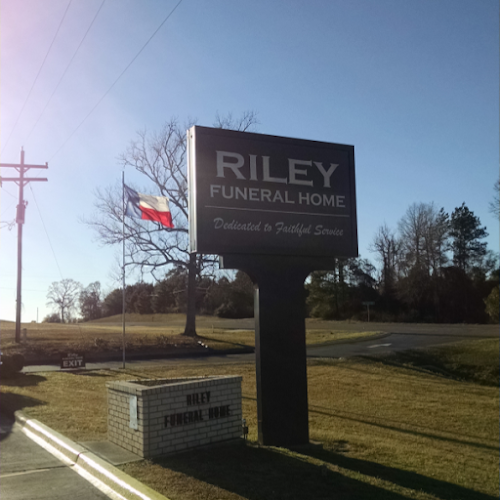 RILEY
FUNERAL HOME
Dedicated to Faithful Service
EXIT
RILEY
FUNERAL HOME